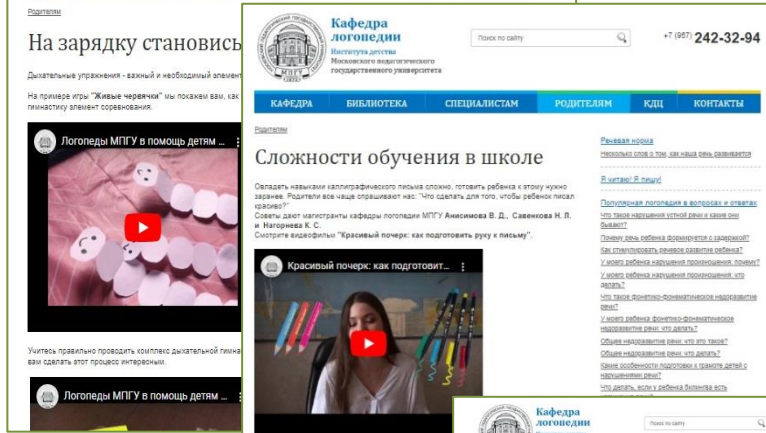 Родителям
На зарядку становись
Дыхательные упражнения - важный и необходимый элемент
На примере игры "Живые червячки" мы покажем вам, как
гимнастику элемент соревнования.
Логопеды МПГУ в помощь детям ...
Учитесь правильно проводить комплекс дыхательной гимна
вам сделать этот процесс интересным.
Логопеды МПГУ в помощь детям ...
Кафедра
логопедии
Института детства
Московского педагогического
государственного университета
МПГУ
1872
Поиск по сайту
+7 (967) 242-32-94
КАФЕДРА БИБЛИОТЕКА СПЕЦИАЛИСТАМ РОДИТЕЛЯМ КДЦ КОНТАКТЫ
Родителям
Сложности обучения в школе
Овладеть навыками каллиграфического письма сложно, готовить ребенка к этому нужно
заранее. Родители все чаще спрашивают нас: "Что сделать для того, чтобы ребенок писал
красиво?"
Советы дают магистранты кафедры логопедии МПГУ Анисимова В. Д., Савенкова Н. Л.
и Нагорнева К. С.
Смотрите видеофильм "Красивый почерк: как подготовить руку к письму".
Красивый почерк: как подготовит...
Речевая норма
Несколько слов о том, как наша речь развивается
Я читаю! Я пишу!
Популярная логопедия в вопросах и ответах
Что такое нарушения устной речи и какие они
бывают?
Почему речь ребенка формируется с задержкой?
Как стимулировать речевое развитие ребенка?
У моего ребенка нарушения произношения, почему?
У моего ребенка нарушения произношения, что
делать?
Что такое фонетико-фонематическое недоразвитие
речи?
У моего ребенка фонетико-фонематическое
недоразвитие речи: что делать?
Общее недоразвитие речи: что это такое?
Общее недоразвитие речи: что делать?
Какие особенности подготовки к грамоте детей с
нарушениями речи?
Что делать, если у ребенка билингва есть
Кафедра
логопедии
Поиск по сайту